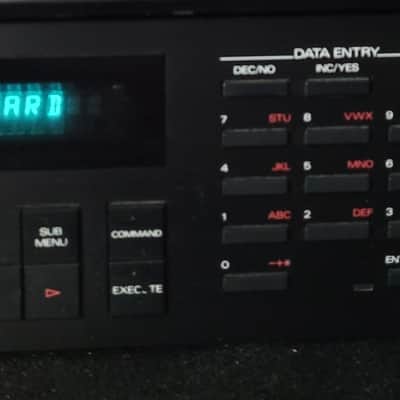 DATA ENTRY
DEC/NO INC/YES
ARD
7 STU 8 VWX 9
4 JKL 5 MNO 6
1 ABC 2 DEF 3
SUB MENU COMMAND
0 -+*
EXEC TE
ENT